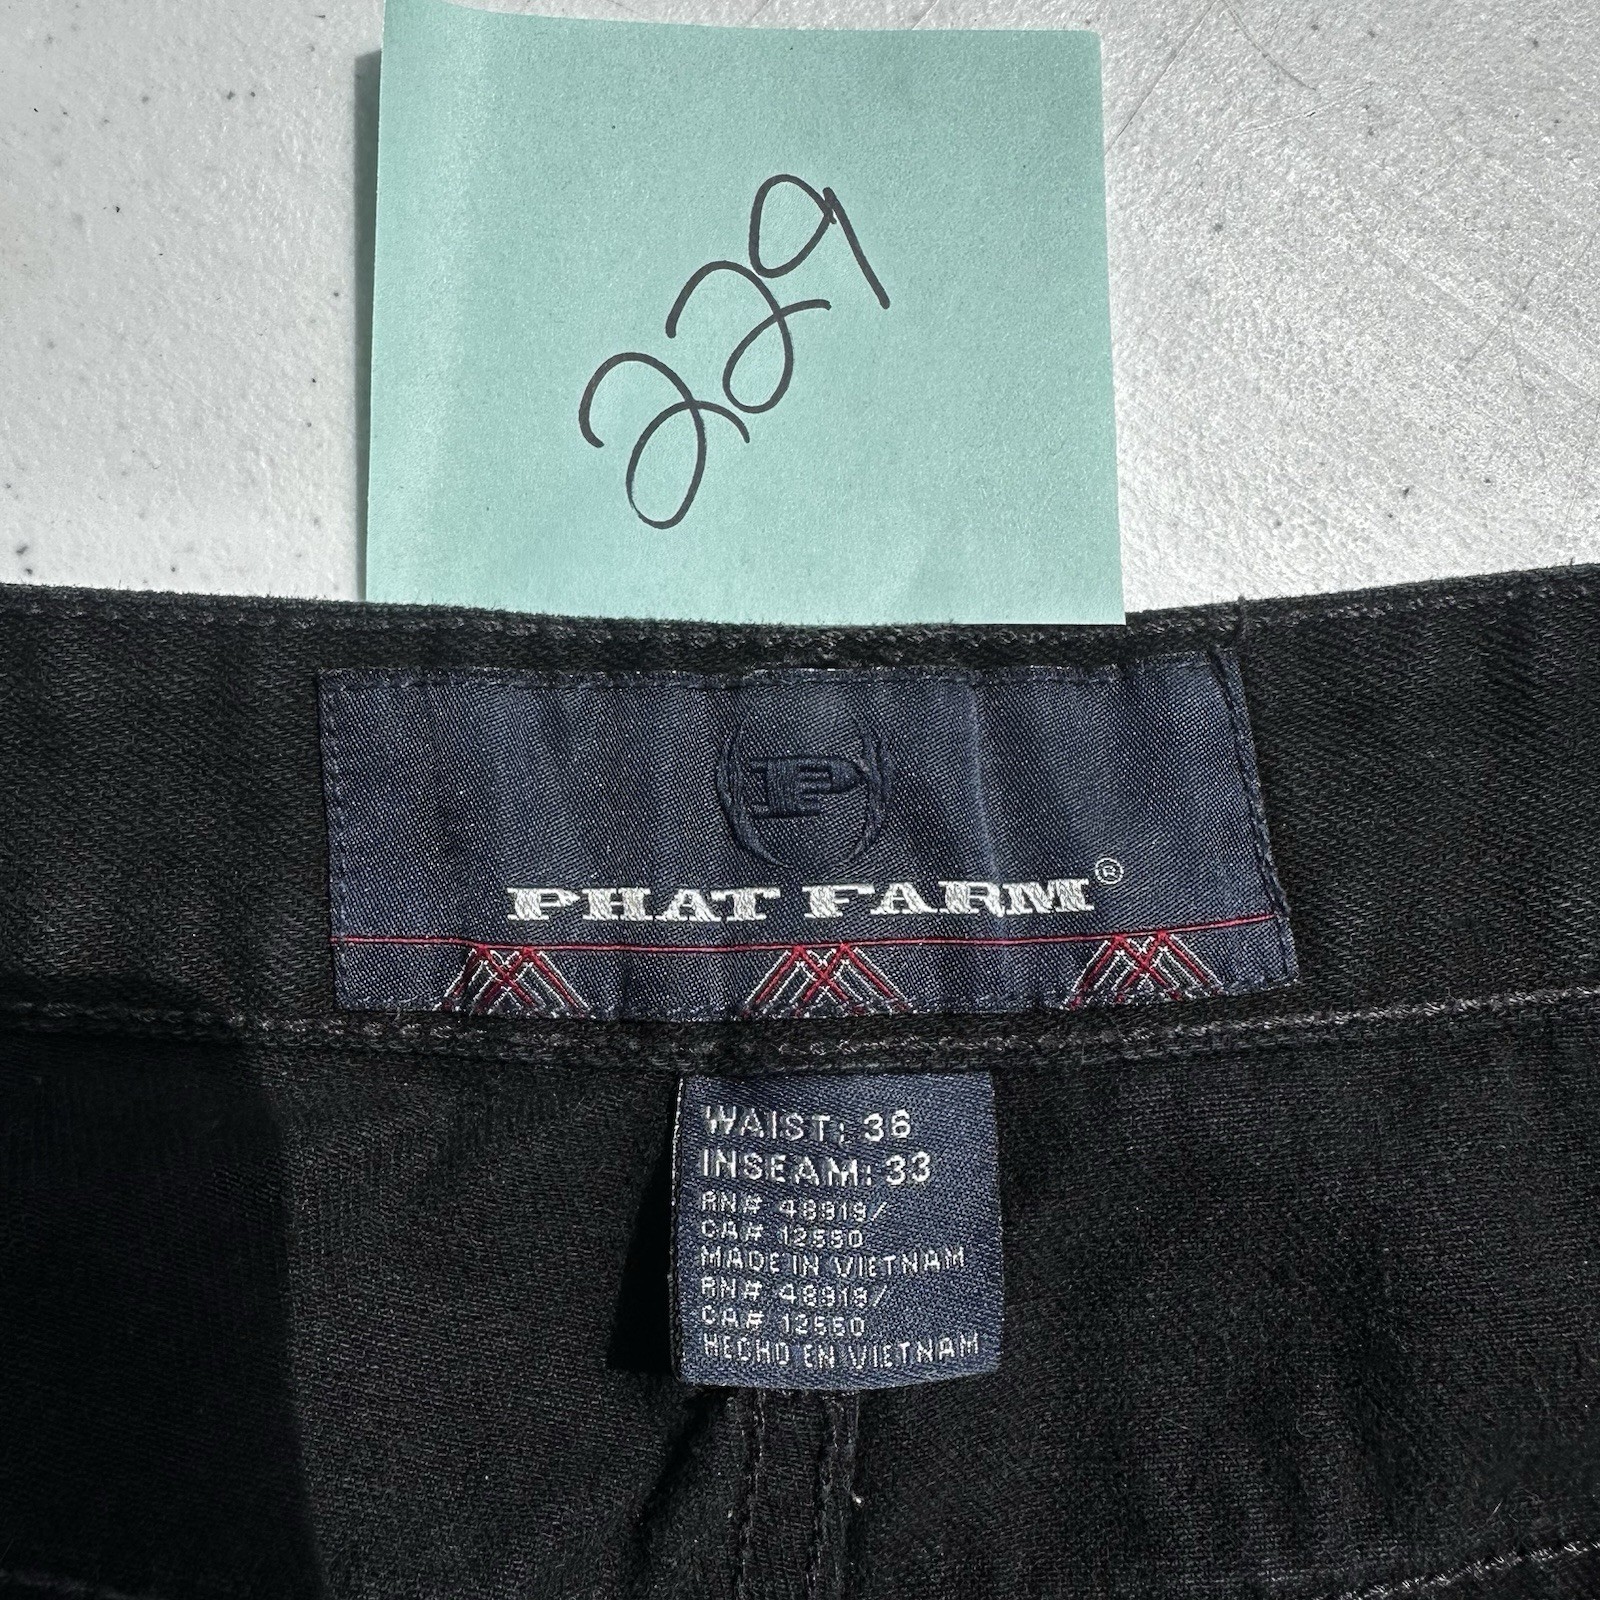 229
P
PHAT FARM®
WAIST: 36
INSEAM: 33
RN# 48919/
CA# 12550
MADE IN VIETNAM
RN# 48919/
CA# 12550
HECHO EN VIETNAM